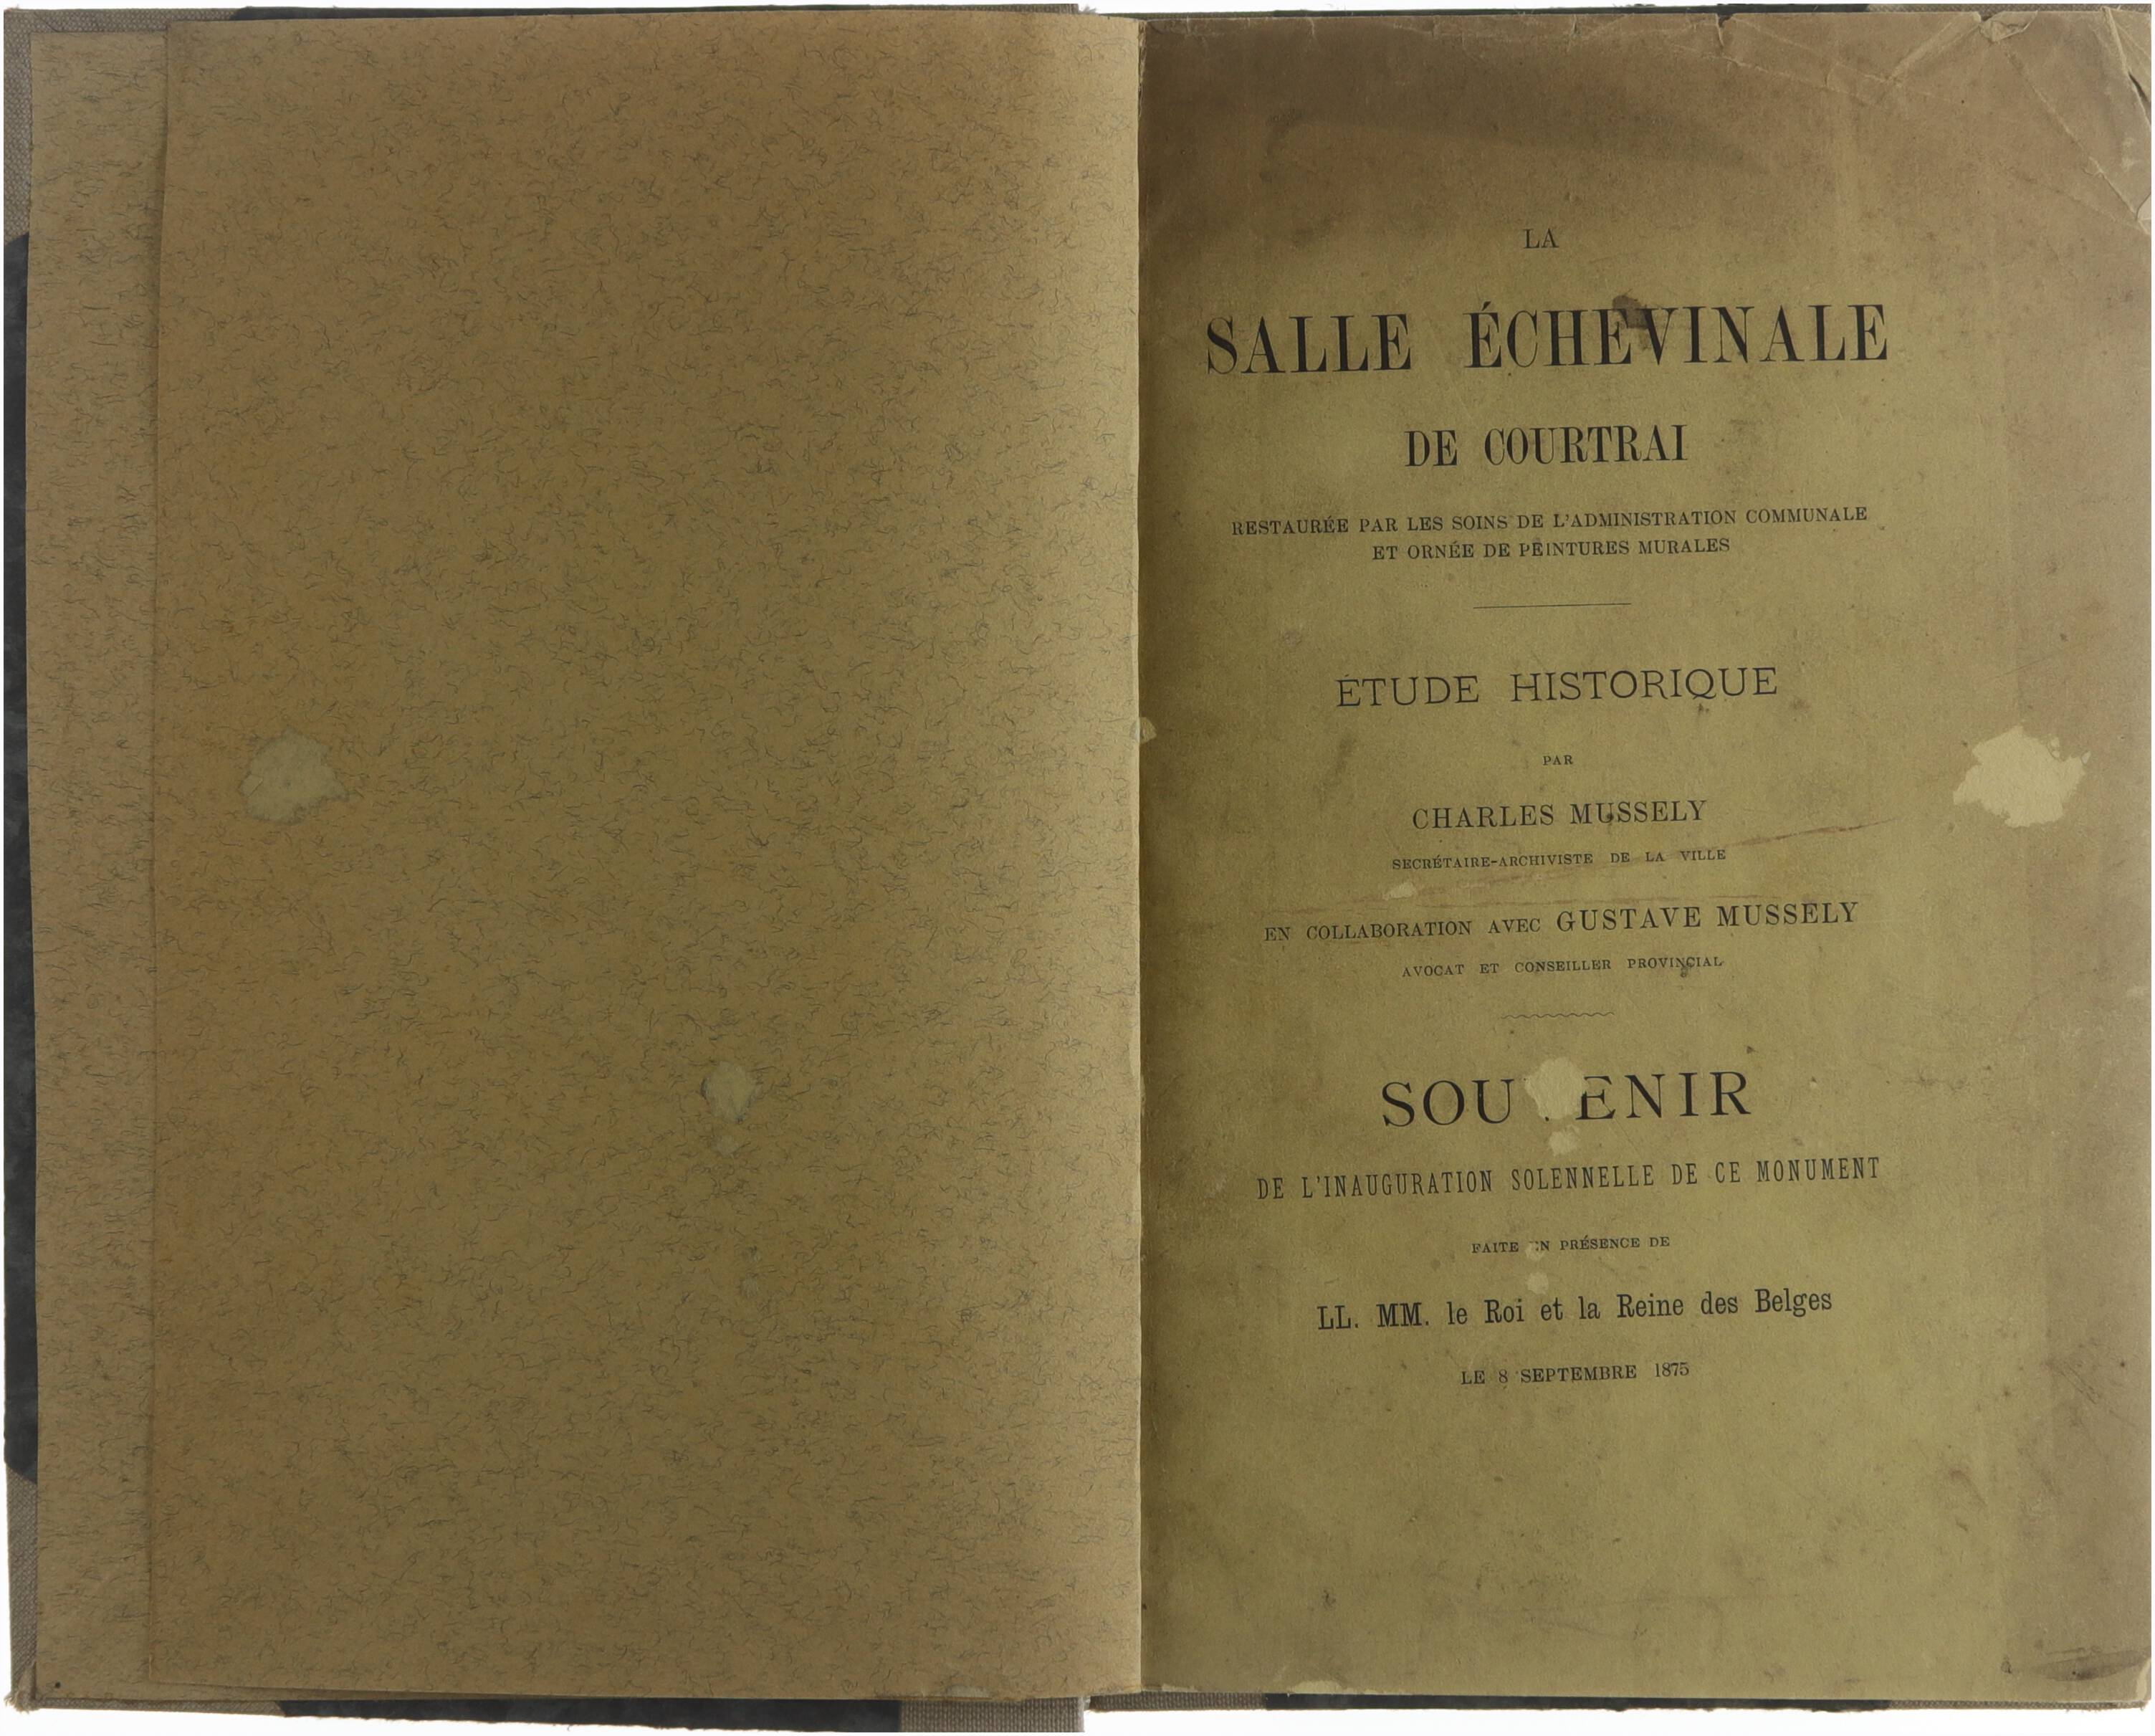 LA
SALLE ÉCHEVINALE
DE COURTRAI
RESTAURÉE PAR LES SOINS DE L'ADMINISTRATION COMMUNALE
ET ORNÉE DE PEINTURES MURALES
ÉTUDE HISTORIQUE
PAR
CHARLES MUSSELY
SECRÉTAIRE-ARCHIVISTE DE LA VILLE
EN COLLABORATION AVEC GUSTAVE MUSSELY
AVOCAT ET CONSEILLER PROVINCIAL
SOU ENIR
DE L'INAUGURATION SOLENNELLE DE CE MONUMENT
FAITE EN PRÉSENCE DE
LL. MM. le Roi et la Reine des Belges
LE 8 SEPTEMBRE 1875